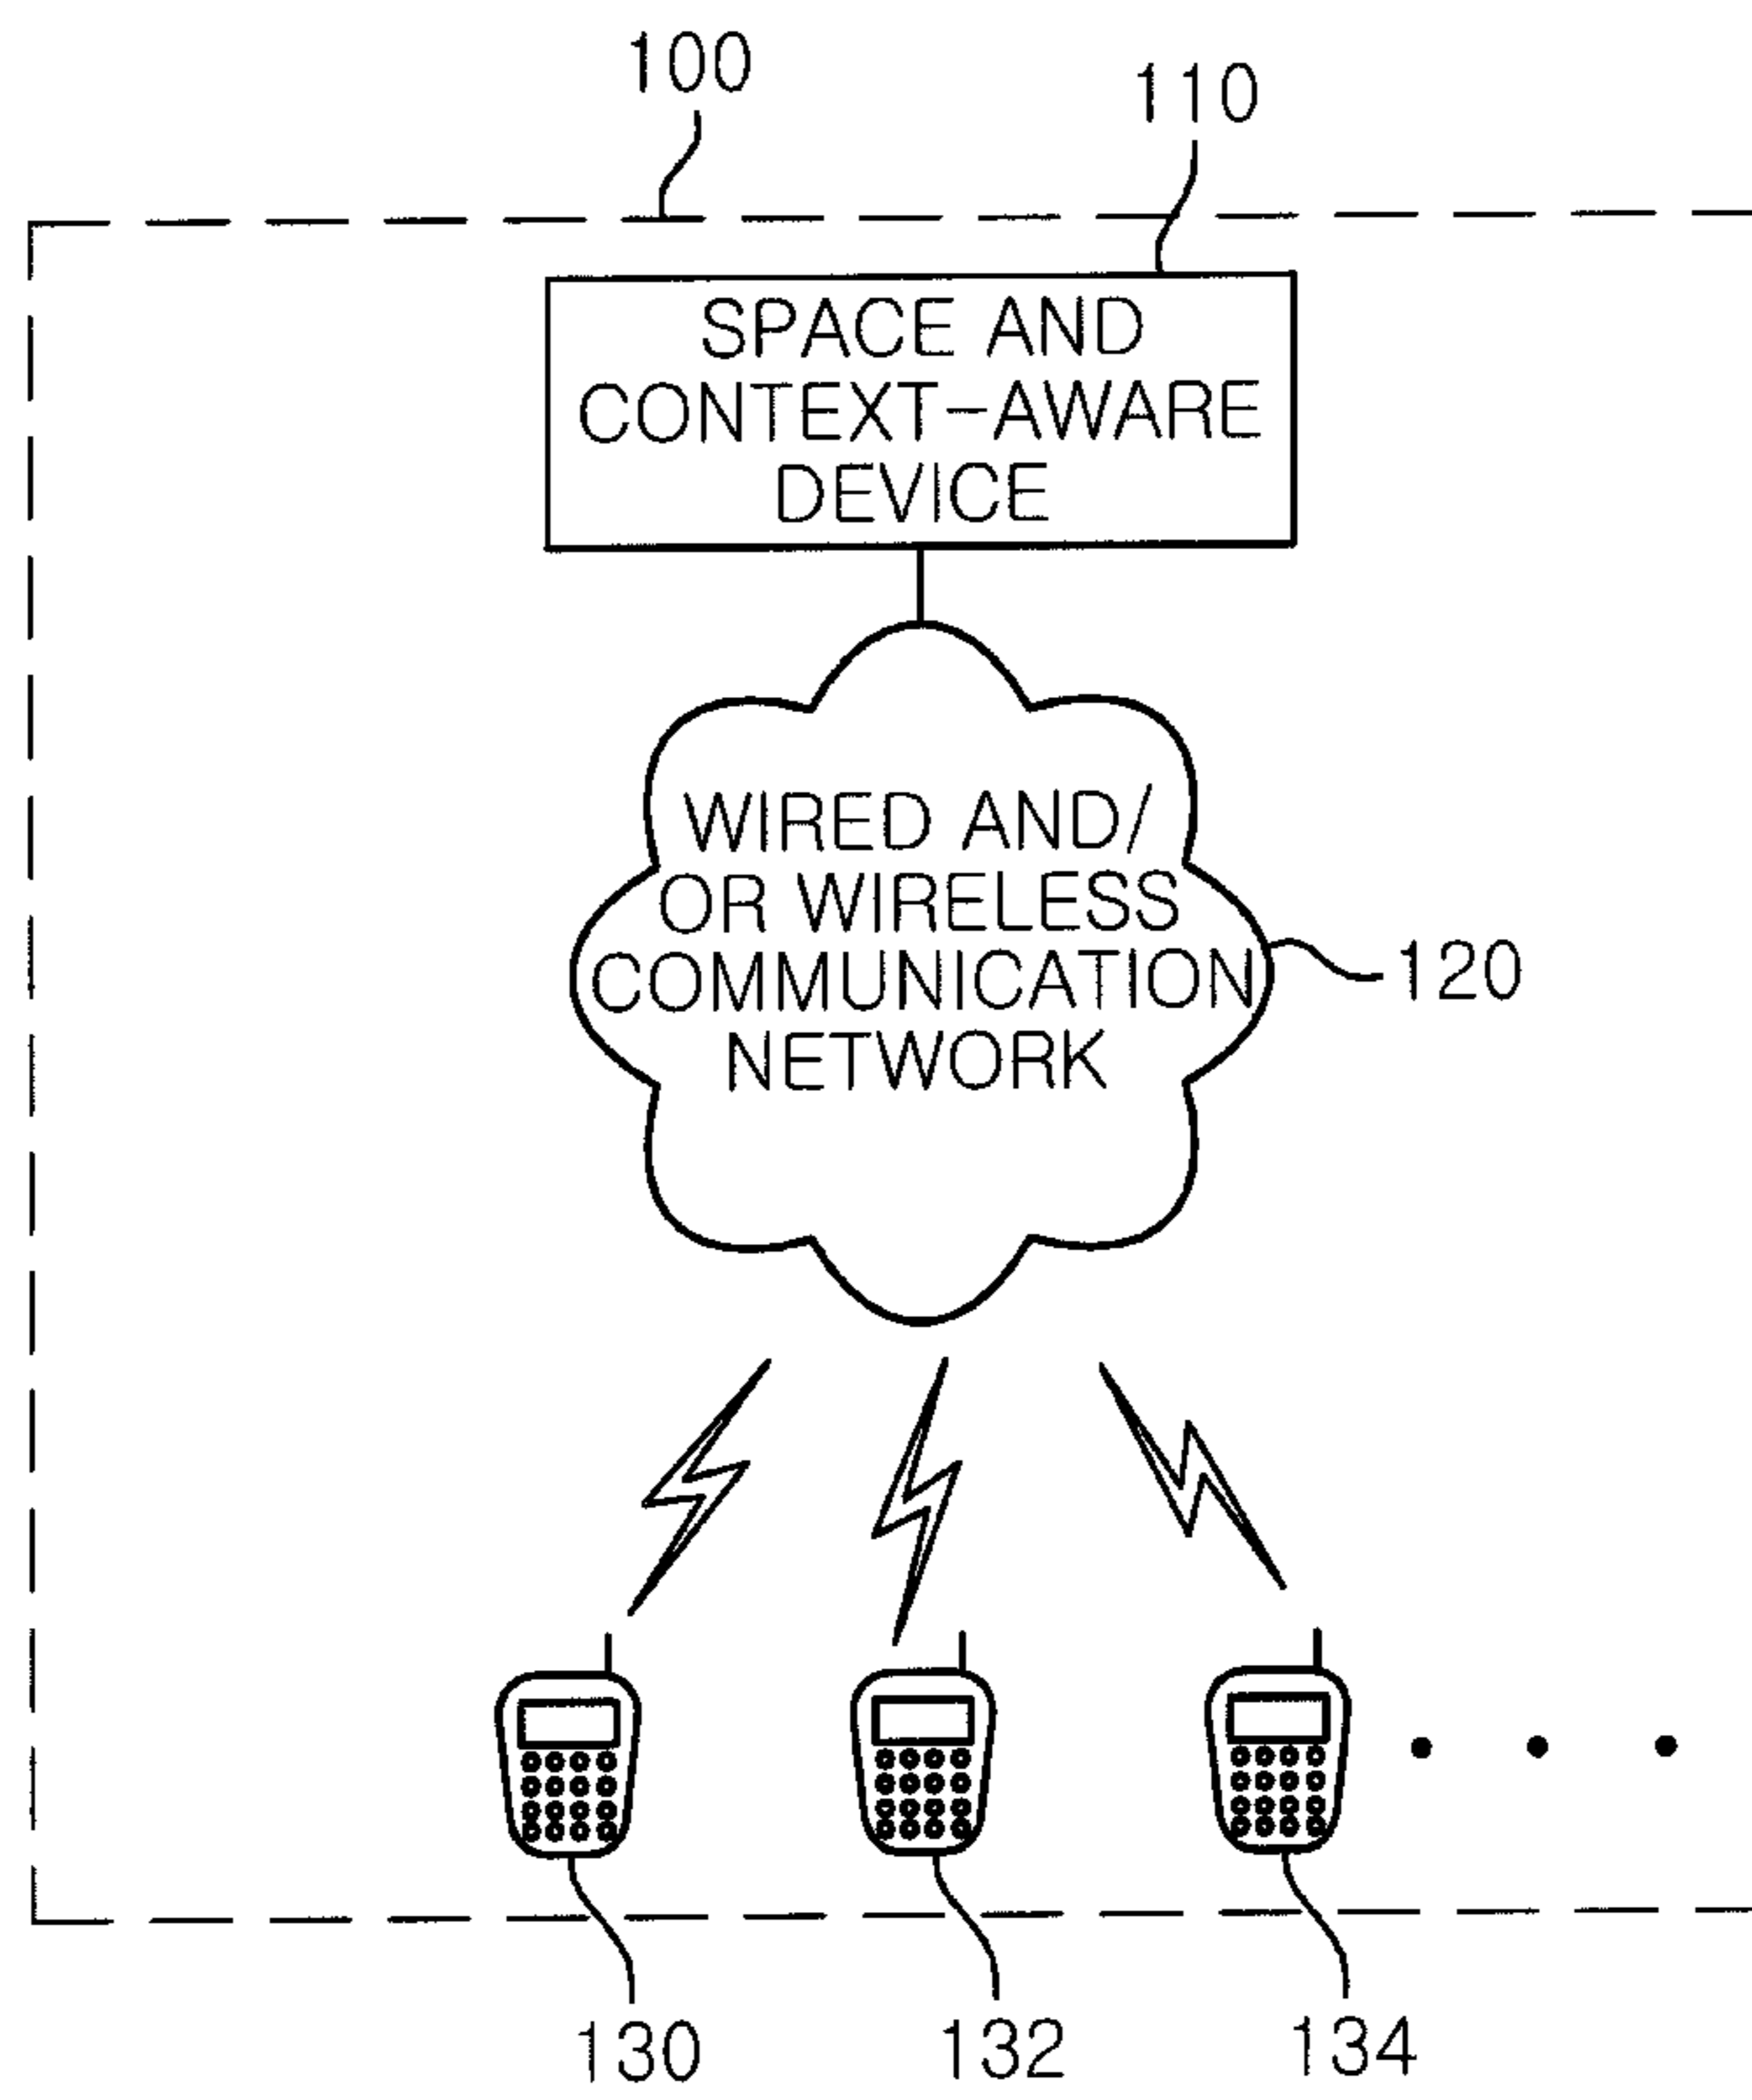 100
110
SPACE AND
CONTEXT-AWARE
DEVICE
WIRED AND/
OR WIRELESS
COMMUNICATION
NETWORK
120
130
132
134